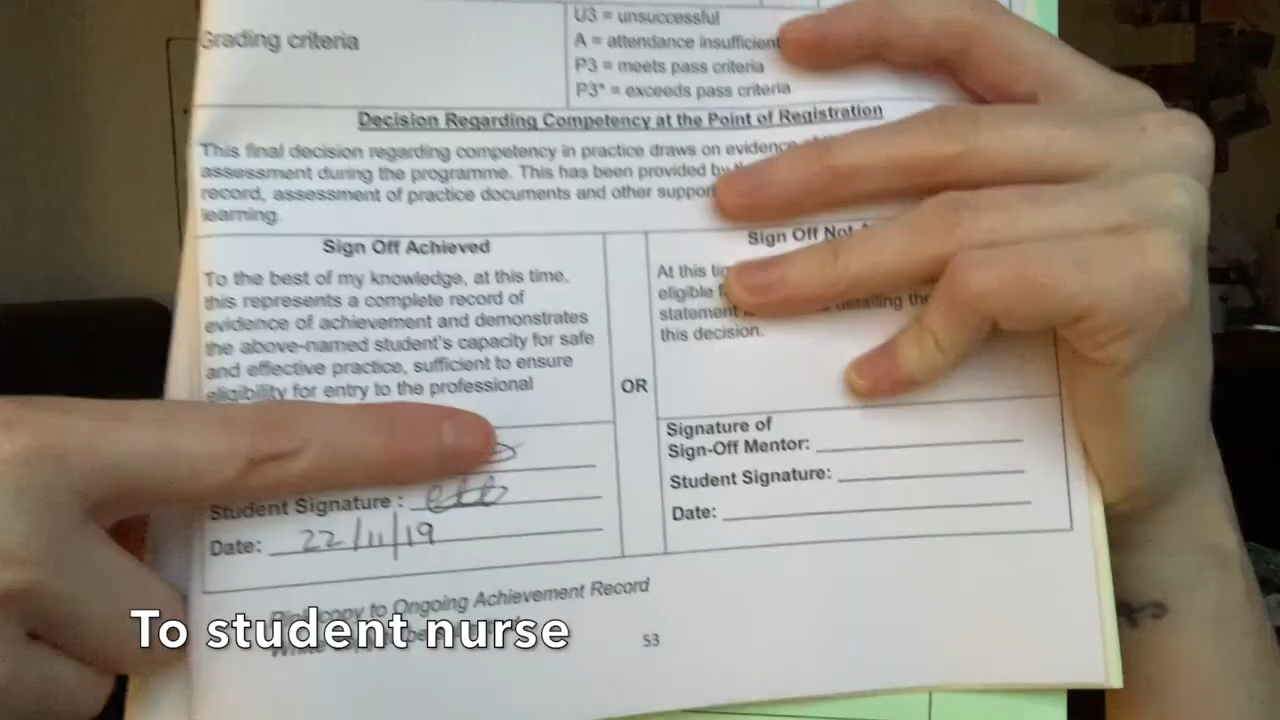 Grading criteria
U3 = unsuccessful
A = attendance insufficient
P3 = meets pass criteria
P3* = exceeds pass criteria
Decision Regarding Competency at the Point of Registration
This final decision regarding competency in practice draws on evidence
assessment during the programme. This has been provided by
record, assessment of practice documents and other
learning.
Sign Off Achieved
To the best of my knowledge, at this time,
this represents a complete record of
evidence of achievement and demonstrates
the above-named student's capacity for safe
and effective practice, sufficient to ensure
eligibility for entry to the professional
Student Signature :
Date: 22/11/19
OR
Sign Off Not
At this
eligible
statement detailing the
this decision.
Signature of
Sign-Off Mentor:
Student Signature:
Date:
copy to Ongoing Achievement Record
To student nurse
53